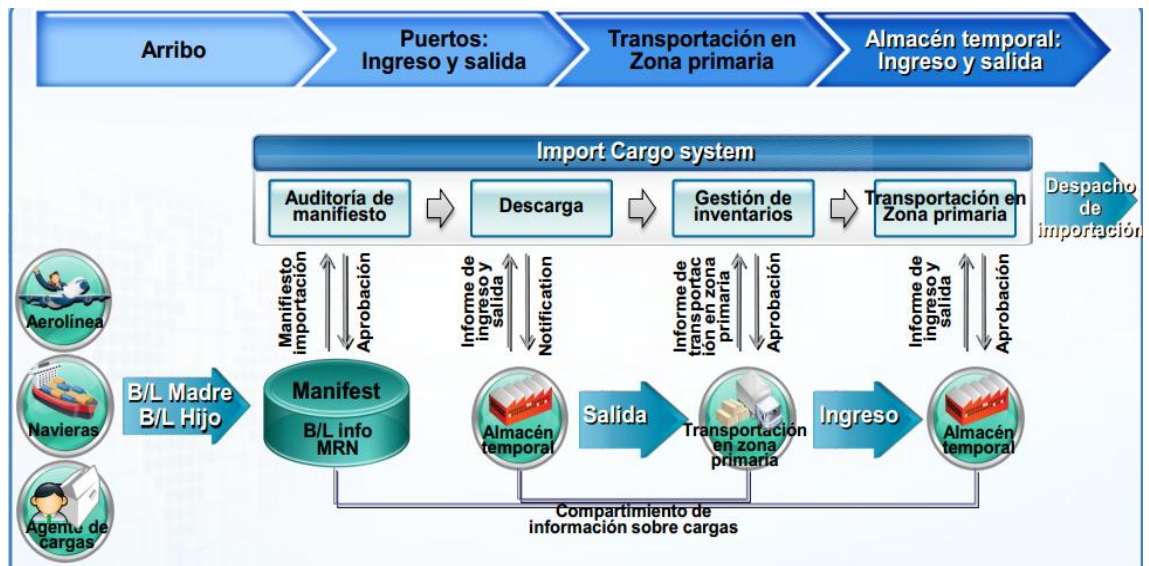 Arribo
Puertos:
Ingreso y salida
Transportación en
Zona primaria
Almacén temporal:
Ingreso y salida
Import Cargo system
Auditoría de
manifiesto
Descarga
Gestión de
inventarios
Transportación en
Zona primaria
Despacho
de
importación
Manifiesto
importación
Aprobación
Informe de
ingreso y
salida
Notification
Informe de
transportac
ión en zona
primaria
Aprobación
Informe de
ingreso y
salida
Aprobación
Aerolínea
Navieras
Agente de
cargas
B/L Madre
B/L Hijo
Manifest
B/L info
MRN
Almacén
temporal
Salida
Transportación
en zona
primaria
Ingreso
Almacén
temporal
Compartimiento de
información sobre cargas